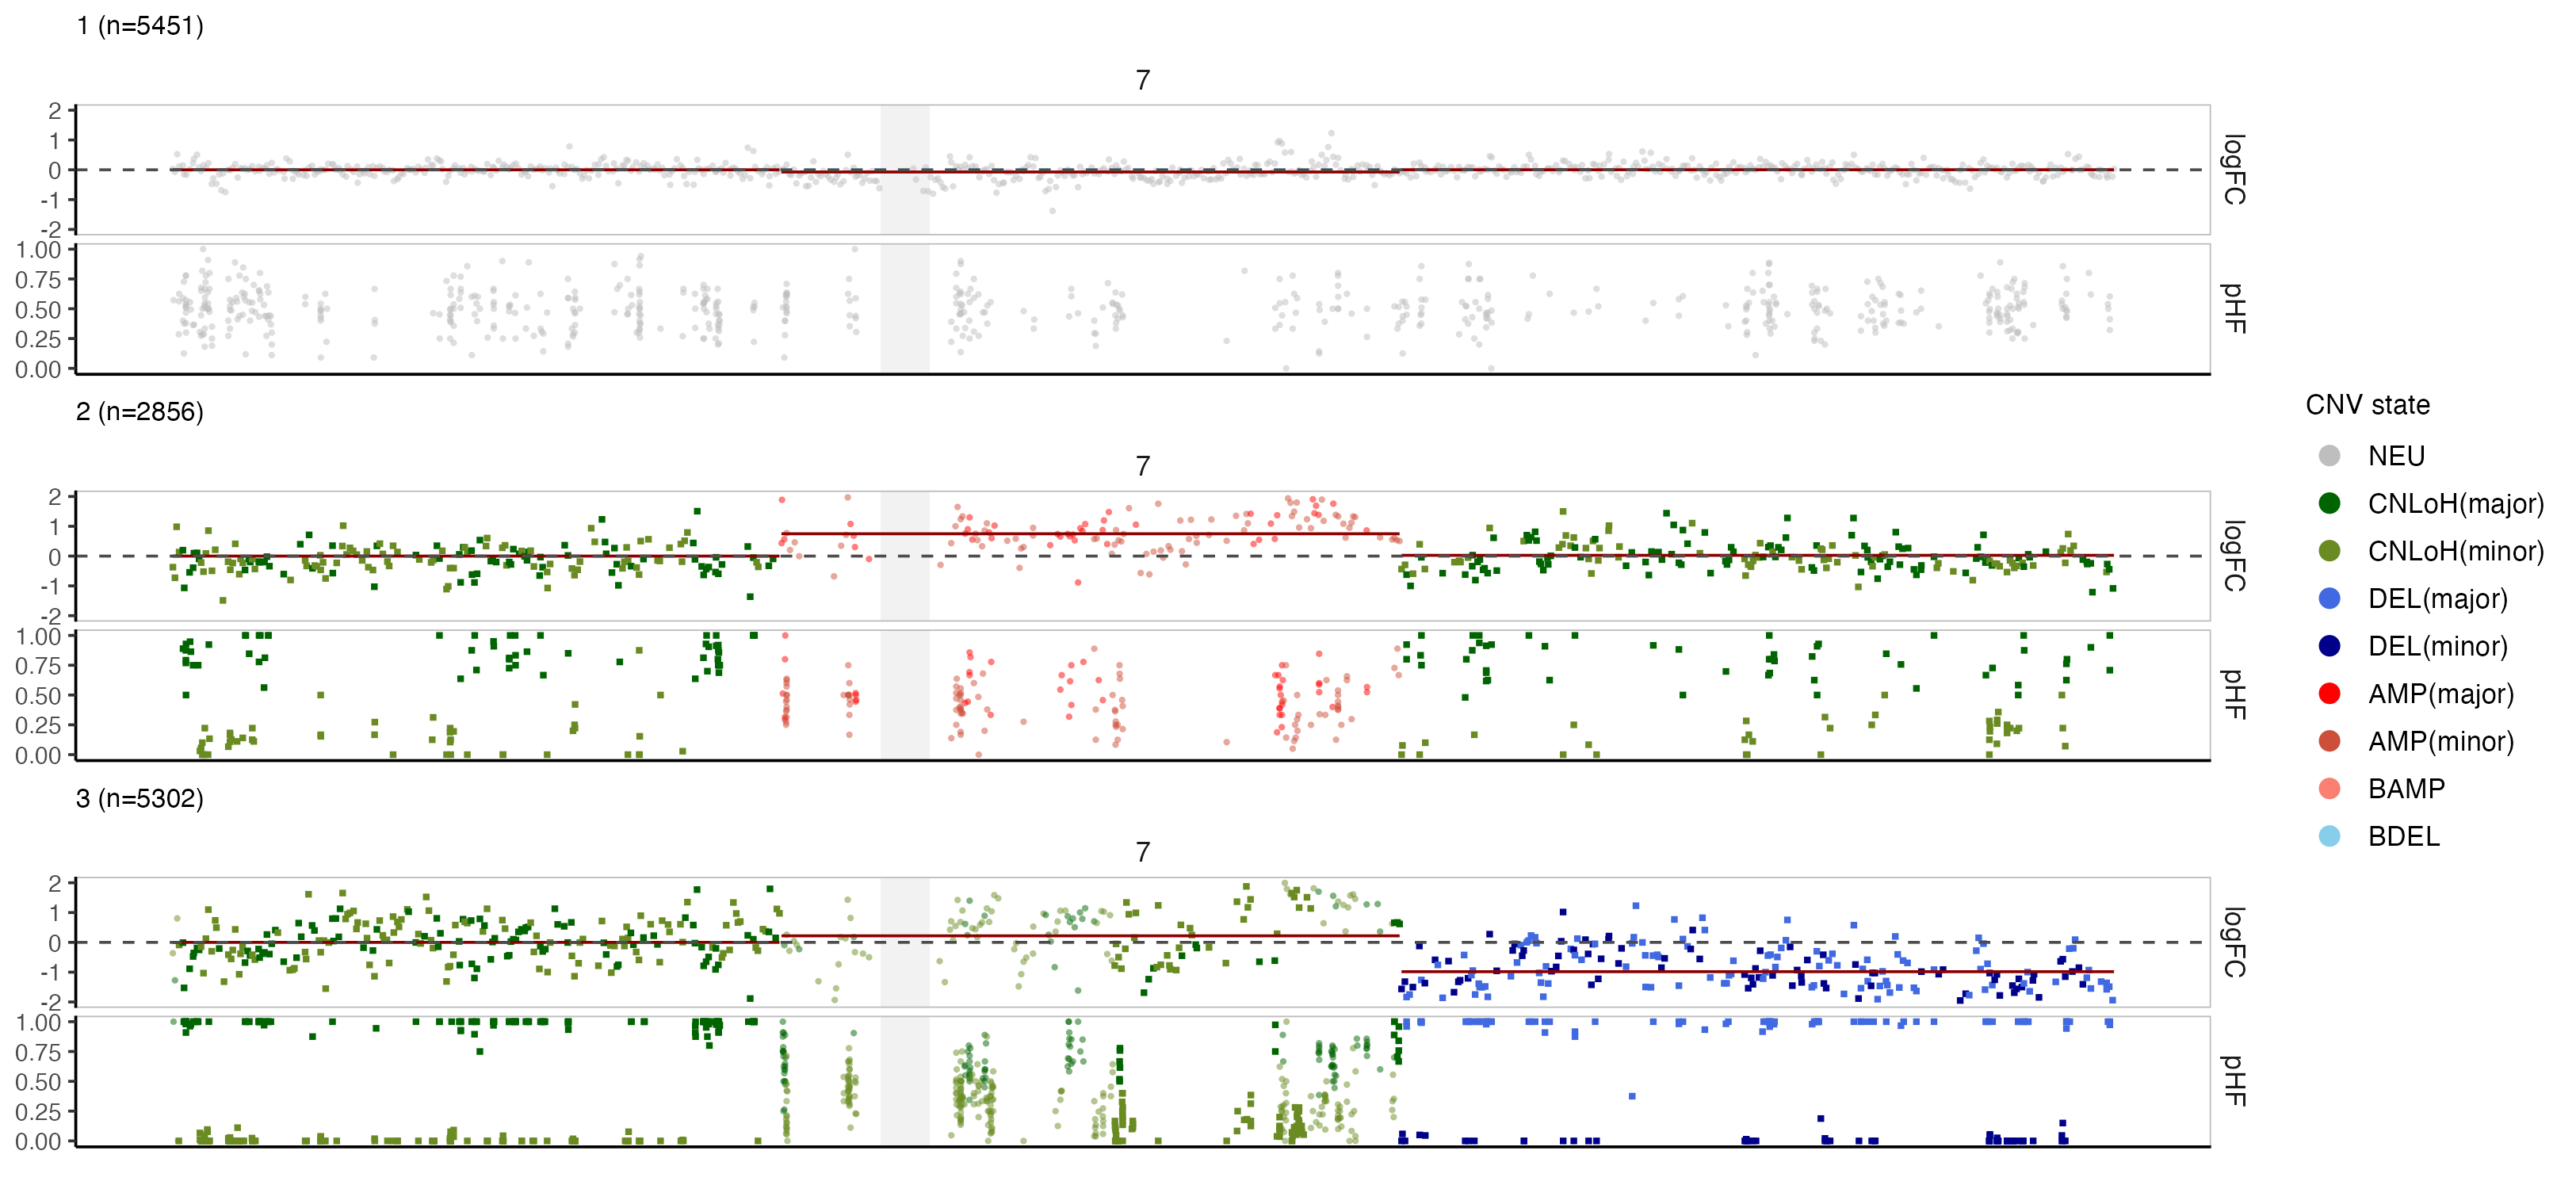 1 (n=5451)
7
2
1
0
-1
-2
logFC
1.00
0.75
0.50
0.25
0.00
pHF
2 (n=2856)
7
2
1
0
-1
-2
logFC
1.00
0.75
0.50
0.25
0.00
pHF
3 (n=5302)
7
2
1
0
-1
-2
logFC
1.00
0.75
0.50
0.25
0.00
pHF
CNV state
NEU
CNLoH(major)
CNLoH(minor)
DEL(major)
DEL(minor)
AMP(major)
AMP(minor)
BAMP
BDEL